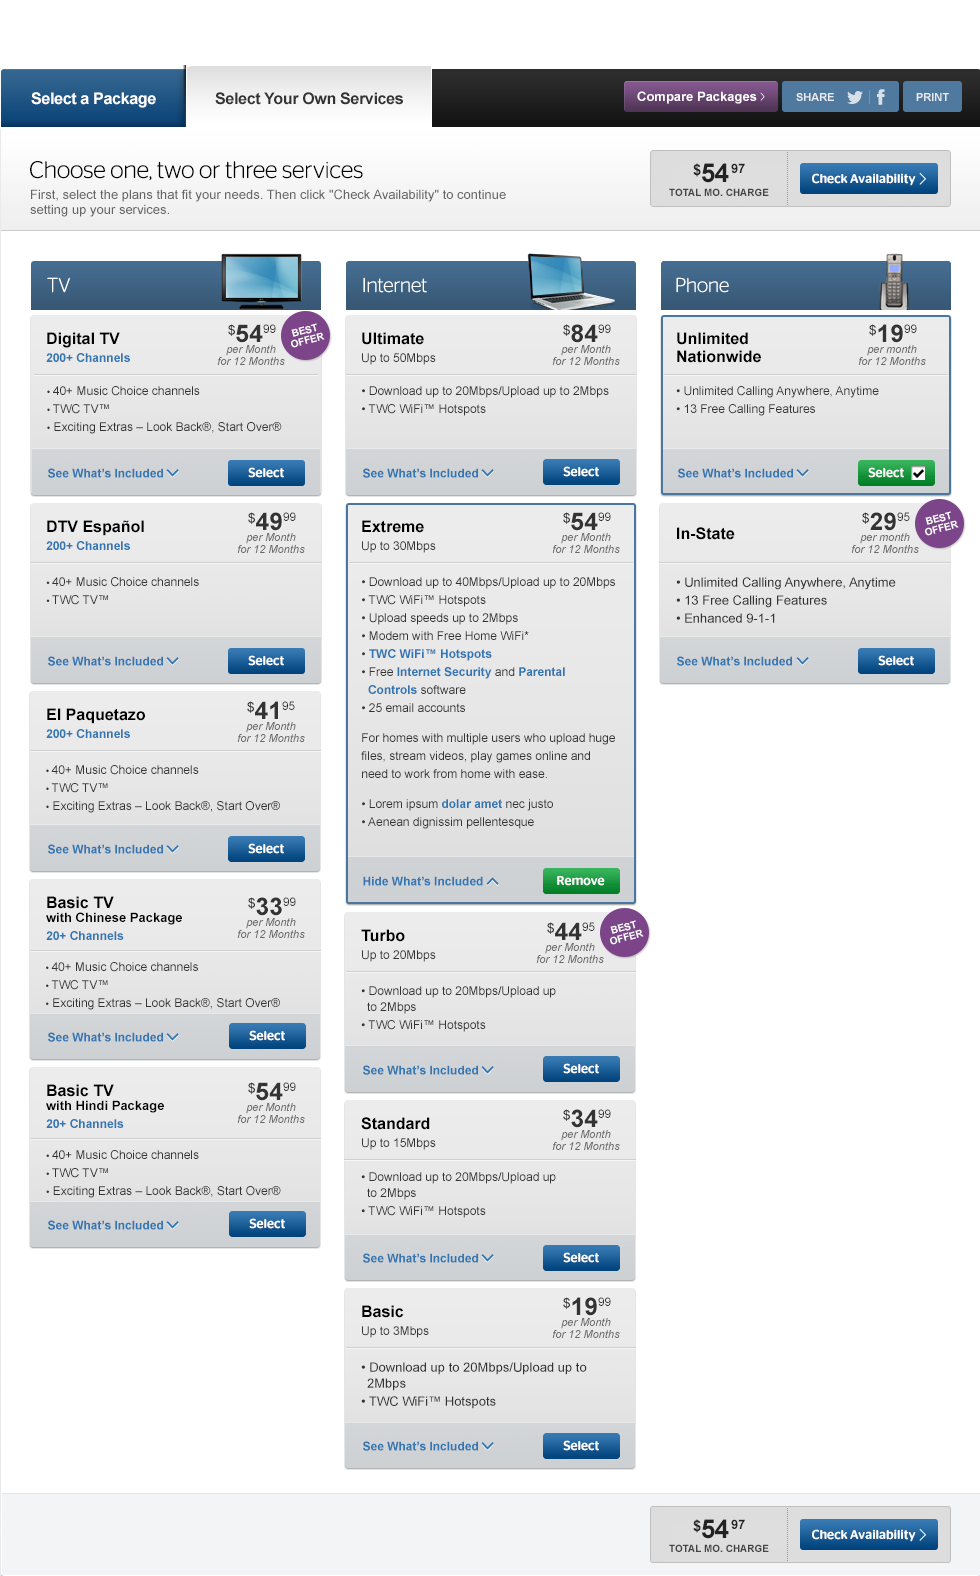 Select a Package
Select Your Own Services
Compare Packages
SHARE
PRINT
Choose one, two or three services
First, select the plans that fit your needs. Then click "Check Availability" to continue
setting up your services.
$54 97
TOTAL MO. CHARGE
Check Availability
TV
Digital TV
200+ Channels
$54 99
per Month
for 12 Months
BEST
OFFER
• 40+ Music Choice channels
• TWC TV™
• Exciting Extras – Look Back®, Start Over®
See What's Included
Select
DTV Español
200+ Channels
$49 99
per Month
for 12 Months
• 40+ Music Choice channels
• TWC TV™
See What's Included
Select
El Paquetazo
200+ Channels
$41 95
per Month
for 12 Months
• 40+ Music Choice channels
• TWC TV™
• Exciting Extras – Look Back®, Start Over®
See What's Included
Select
Basic TV
with Chinese Package
20+ Channels
$33 99
per Month
for 12 Months
• 40+ Music Choice channels
• TWC TV™
• Exciting Extras – Look Back®, Start Over®
See What's Included
Select
Basic TV
with Hindi Package
20+ Channels
$54 99
per Month
for 12 Months
• 40+ Music Choice channels
• TWC TV™
• Exciting Extras – Look Back®, Start Over®
See What's Included
Select
Internet
Ultimate
Up to 50Mbps
$84 99
per Month
for 12 Months
• Download up to 20Mbps/Upload up to 2Mbps
• TWC WiFi™ Hotspots
See What's Included
Select
Extreme
Up to 30Mbps
$54 99
per Month
for 12 Months
• Download up to 40Mbps/Upload up to 20Mbps
• TWC WiFi™ Hotspots
• Upload speeds up to 2Mbps
• Modem with Free Home WiFi*
• TWC WiFi™ Hotspots
• Free Internet Security and Parental
Controls software
• 25 email accounts
For homes with multiple users who upload huge
files, stream videos, play games online and
need to work from home with ease.
• Lorem ipsum dolar amet nec justo
• Aenean dignissim pellentesque
Hide What's Included
Remove
Turbo
Up to 20Mbps
$44 95
per Month
for 12 Months
BEST
OFFER
• Download up to 20Mbps/Upload up
to 2Mbps
• TWC WiFi™ Hotspots
See What's Included
Select
Standard
Up to 15Mbps
$34 99
per Month
for 12 Months
• Download up to 20Mbps/Upload up
to 2Mbps
• TWC WiFi™ Hotspots
See What's Included
Select
Basic
Up to 3Mbps
$19 99
per Month
for 12 Months
• Download up to 20Mbps/Upload up to
2Mbps
• TWC WiFi™ Hotspots
See What's Included
Select
Phone
Unlimited
Nationwide
$19 99
per month
for 12 Months
• Unlimited Calling Anywhere, Anytime
• 13 Free Calling Features
See What's Included
Select
In-State
$29 95
per month
for 12 Months
BEST
OFFER
• Unlimited Calling Anywhere, Anytime
• 13 Free Calling Features
• Enhanced 9-1-1
See What's Included
Select
$54 97
TOTAL MO. CHARGE
Check Availability